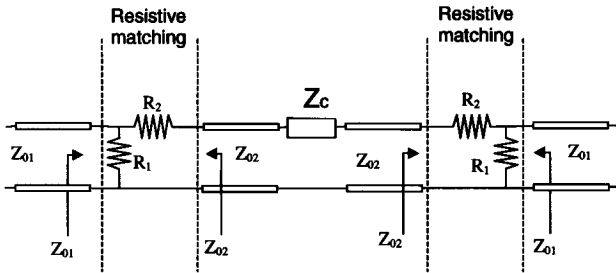 Resistive
matching
Resistive
matching
R2
Zc
R2
Z01
R1
Z02
Z02
R1
Z01
Z01
Z02
Z02
Z01